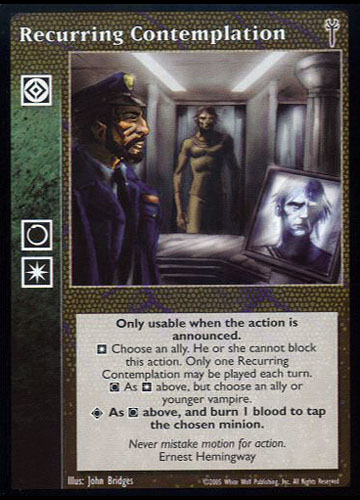 Recurring Contemplation
Only usable when the action is
announced.
Choose an ally. He or she cannot block
this action. Only one Recurring
Contemplation may be played each turn.
As above, but choose an ally or
younger vampire.
As above, and burn 1 blood to tap
the chosen minion.
Never mistake motion for action.
Ernest Hemingway
Illus: John Bridges ©2005 White Wolf Publishing, Inc. All Rights Reserved